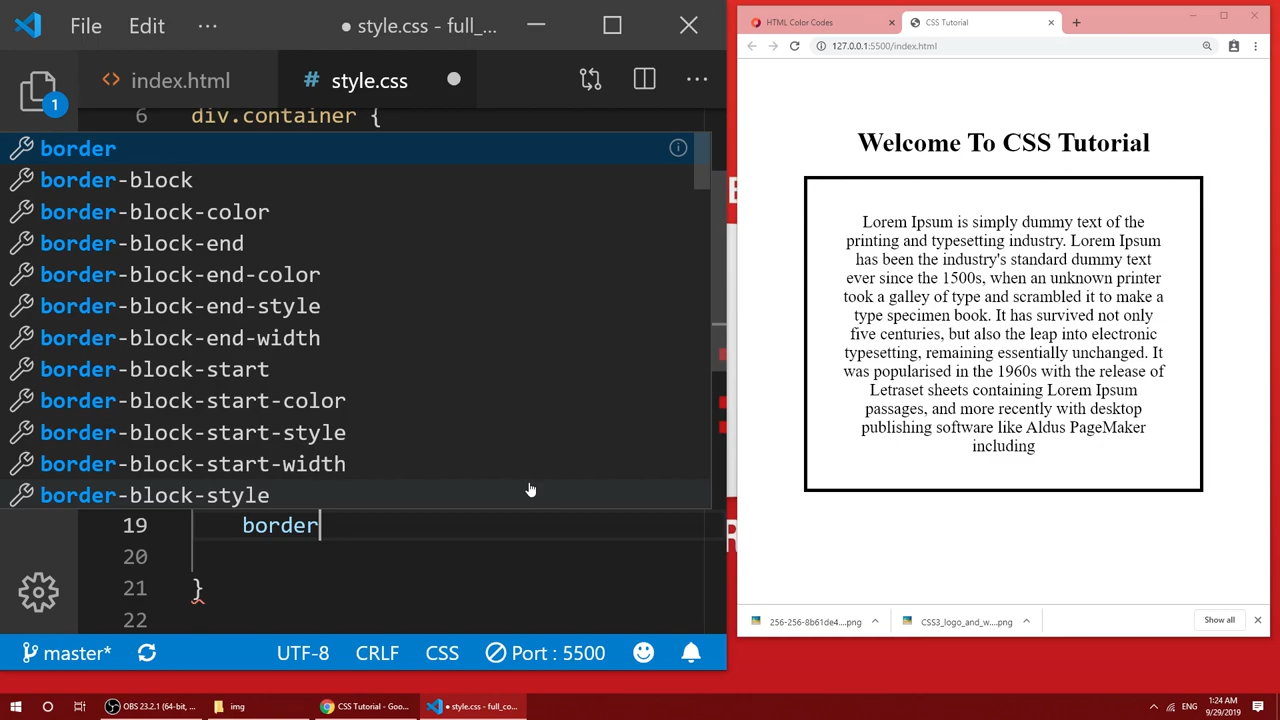 File
Edit
···
● style.css - full_...
index.html
# style.css
1
6
div.container {
border
border-block
border-block-color
border-block-end
border-block-end-color
border-block-end-style
border-block-end-width
border-block-start
border-block-start-color
border-block-start-style
border-block-start-width
border-block-style
19
border
20
21
}
22
master*
UTF-8
CRLF
CSS
Port : 5500
HTML Color Codes
CSS Tutorial
127.0.0.1:5500/index.html
Welcome To CSS Tutorial
Lorem Ipsum is simply dummy text of the
printing and typesetting industry. Lorem Ipsum
has been the industry's standard dummy text
ever since the 1500s, when an unknown printer
took a galley of type and scrambled it to make a
type specimen book. It has survived not only
five centuries, but also the leap into electronic
typesetting, remaining essentially unchanged. It
was popularised in the 1960s with the release of
Letraset sheets containing Lorem Ipsum
passages, and more recently with desktop
publishing software like Aldus PageMaker
including
256-256-8b61de4....png
CSS3_logo_and_w....png
Show all
OBS 23.2.1 (64-bit, ...
img
CSS Tutorial - Goo...
● style.css - full_co...
ENG
1:24 AM
9/29/2019